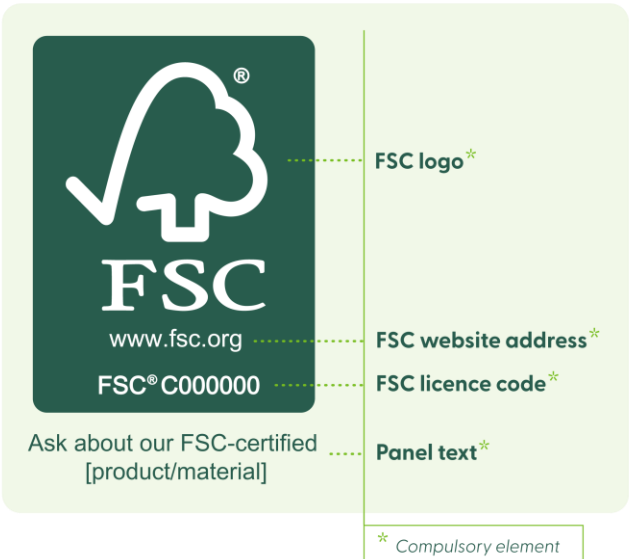 ®
FSC logo*
FSC
www.fsc.org
FSC website address*
FSC® C000000
FSC licence code*
Ask about our FSC-certified
[product/material]
Panel text*
* Compulsory element